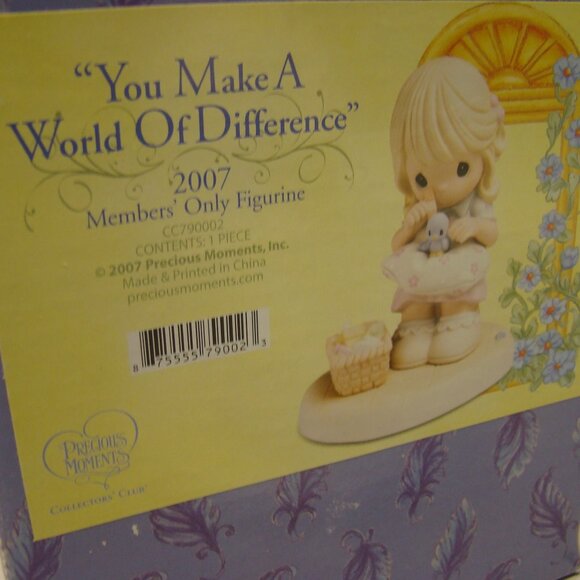 “You Make A
World Of Difference”
2007
Members’ Only Figurine
CC790002
CONTENTS: 1 PIECE
© 2007 Precious Moments, Inc.
Made & Printed in China
preciousmoments.com
8 75555 79002 3
PRECIOUS
MOMENTS
COLLECTORS’ CLUB